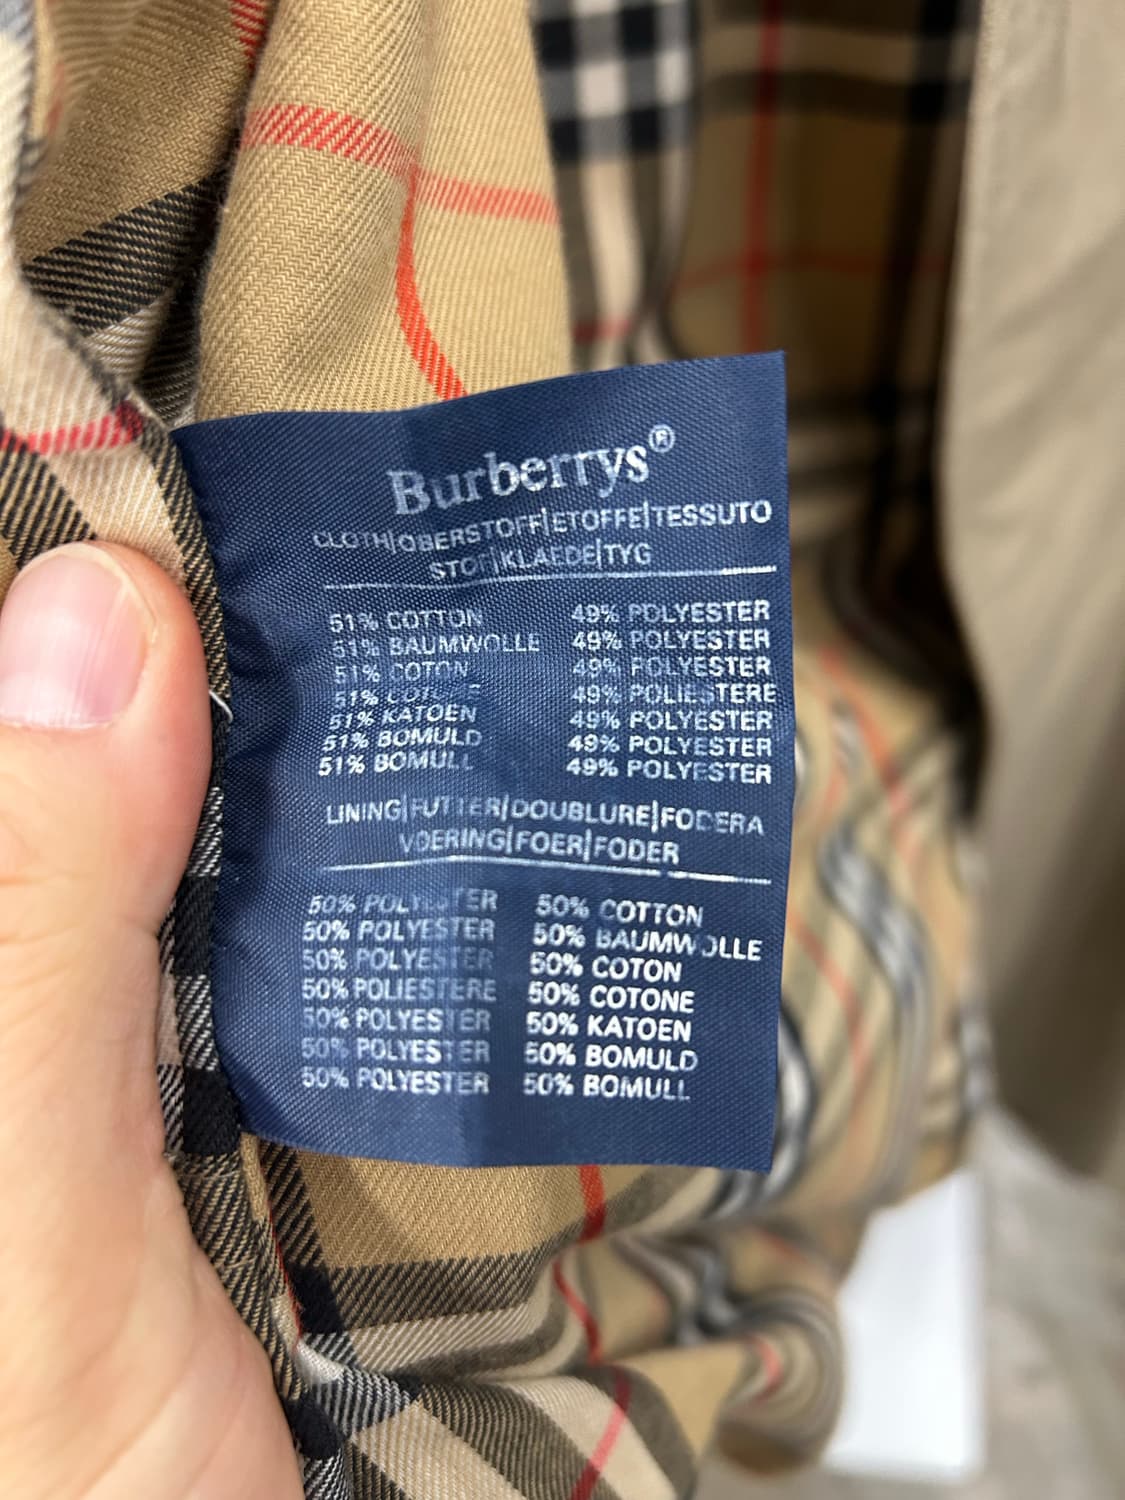 Burberrys®
CLOTH|OBERSTOFF|ETOFFE|TESSUTO
STOF|KLAEDE|TYG
51% COTTON 49% POLYESTER
51% BAUMWOLLE 49% POLYESTER
51% COTON 49% POLYESTER
51% 49% POLIESTERE
51% KATOEN 49% POLYESTER
51% BOMULD 49% POLYESTER
51% BOMULL 49% POLYESTER
LINING|FUTTER|DOUBLURE|FODERA
VOERING|FOER|FODER
50% POLYESTER 50% COTTON
50% POLYESTER 50% BAUMWOLLE
50% POLYESTER 50% COTON
50% POLIESTERE 50% COTONE
50% POLYESTER 50% KATOEN
50% POLYESTER 50% BOMULD
50% POLYESTER 50% BOMULL